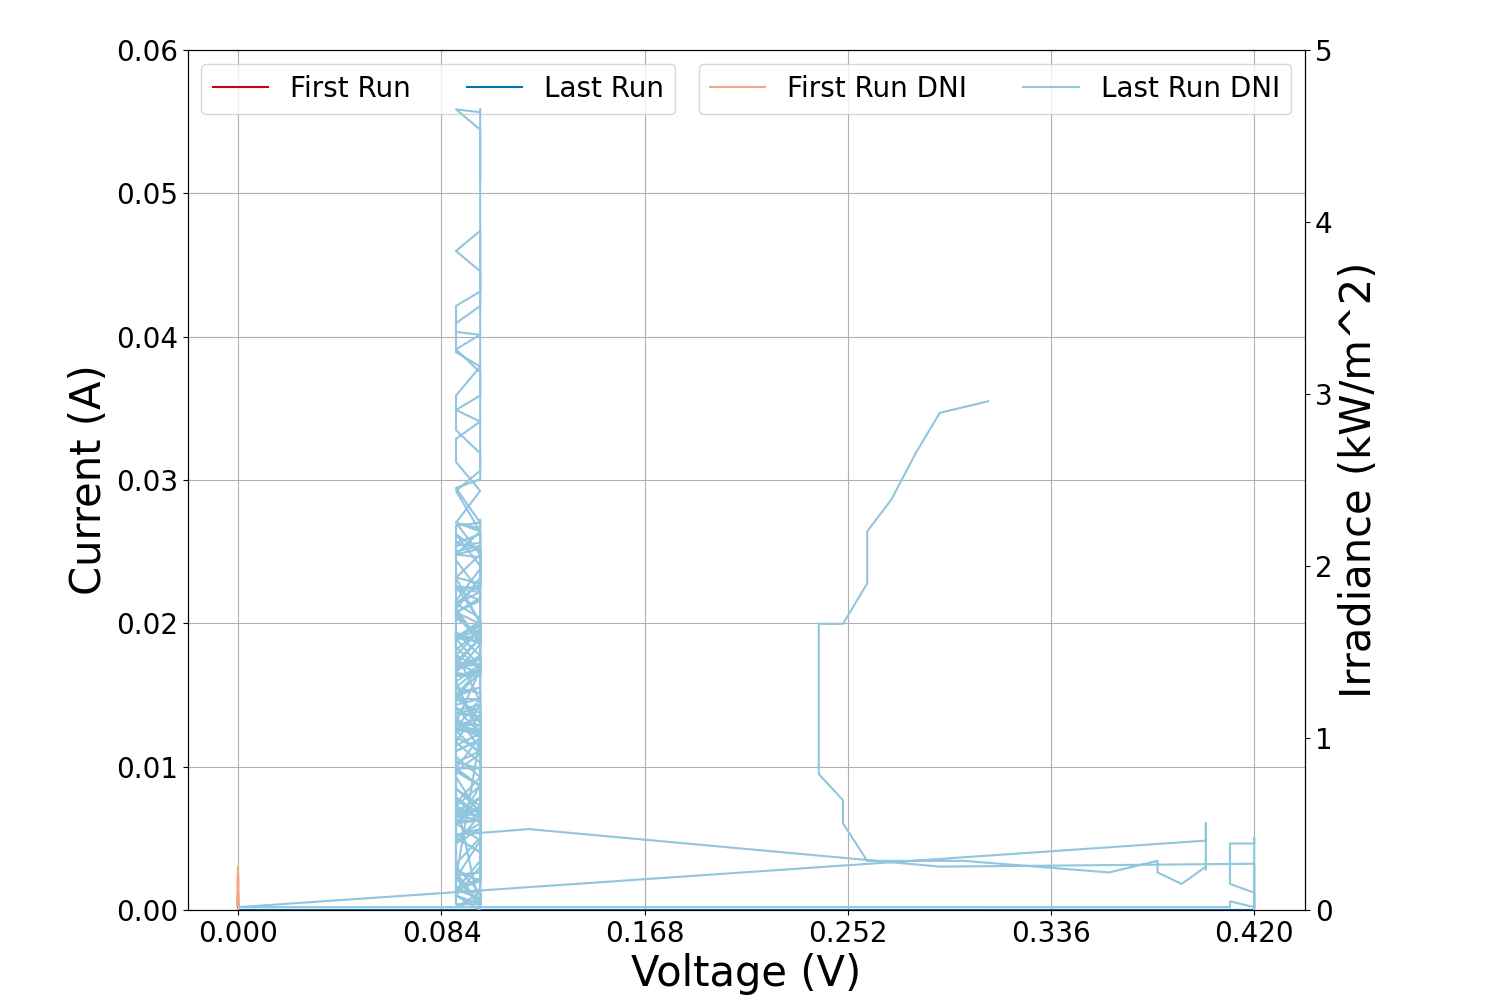 First Run
Last Run
First Run DNI
Last Run DNI
Current (A)
0.06
0.05
0.04
0.03
0.02
0.01
0.00
0.000
0.084
0.168
0.252
0.336
0.420
Voltage (V)
5
4
3
2
1
0
Irradiance (kW/m^2)